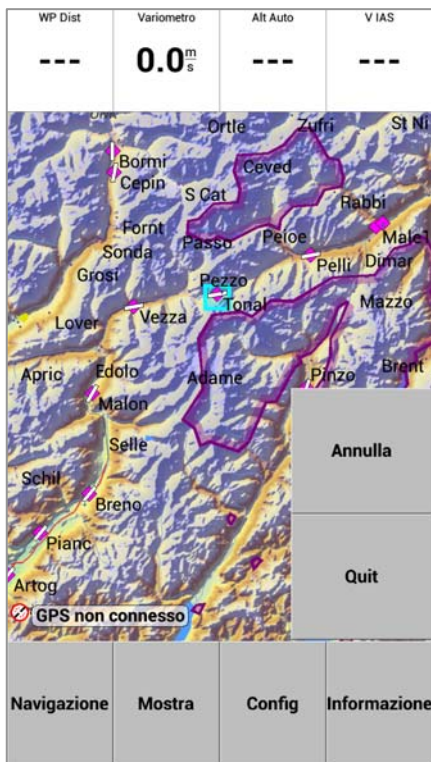 WP Dist
Variometro
Alt Auto
V IAS
---
0.0 m/s
---
---
Ortle
Zufri
St Ni
Bormi
Cepin
Ceved
S Cat
Rabbi
Fornt
Sonda
Passo
Peioe
Male1
Grosi
Pelli
Dimar
Pezzo
Tonal
Mazzo
Lover
Vezza
Apric
Edolo
Adame
Pinzo
Brent
Malon
Annulla
Selle
Schil
Breno
Pianc
Quit
Artog
GPS non connesso
Navigazione
Mostra
Config
Informazione